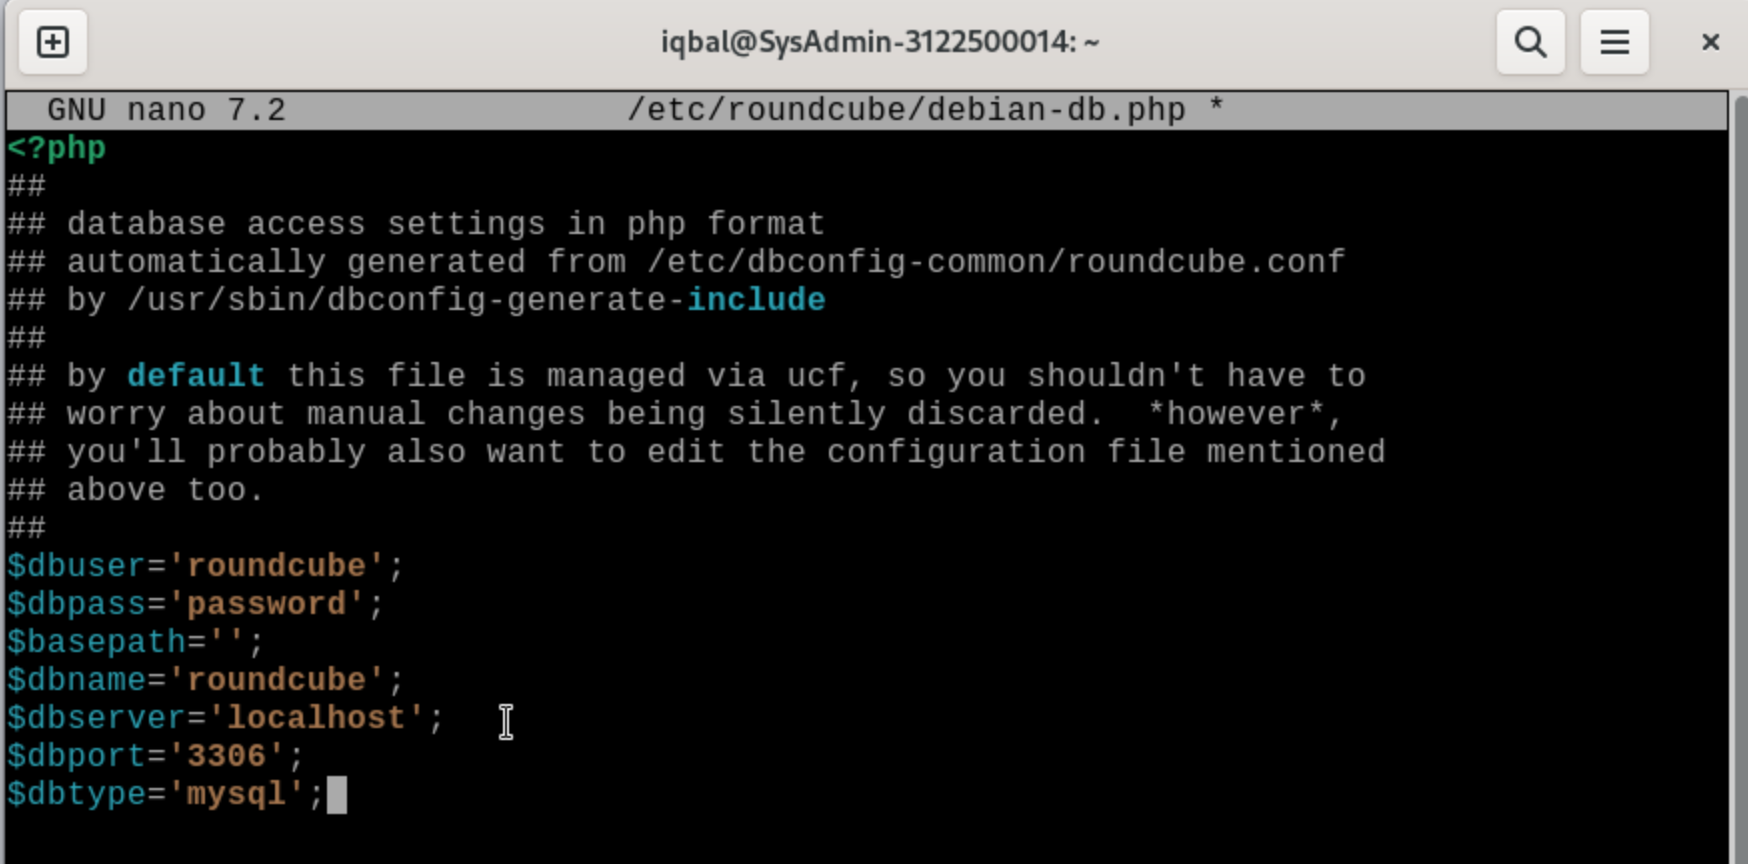 iqbal@SysAdmin-3122500014: ~
GNU nano 7.2 /etc/roundcube/debian-db.php *
<?php
##
## database access settings in php format
## automatically generated from /etc/dbconfig-common/roundcube.conf
## by /usr/sbin/dbconfig-generate-include
##
## by default this file is managed via ucf, so you shouldn't have to
## worry about manual changes being silently discarded.  *however*,
## you'll probably also want to edit the configuration file mentioned
## above too.
##
$dbuser='roundcube';
$dbpass='password';
$basepath='';
$dbname='roundcube';
$dbserver='localhost';
$dbport='3306';
$dbtype='mysql';